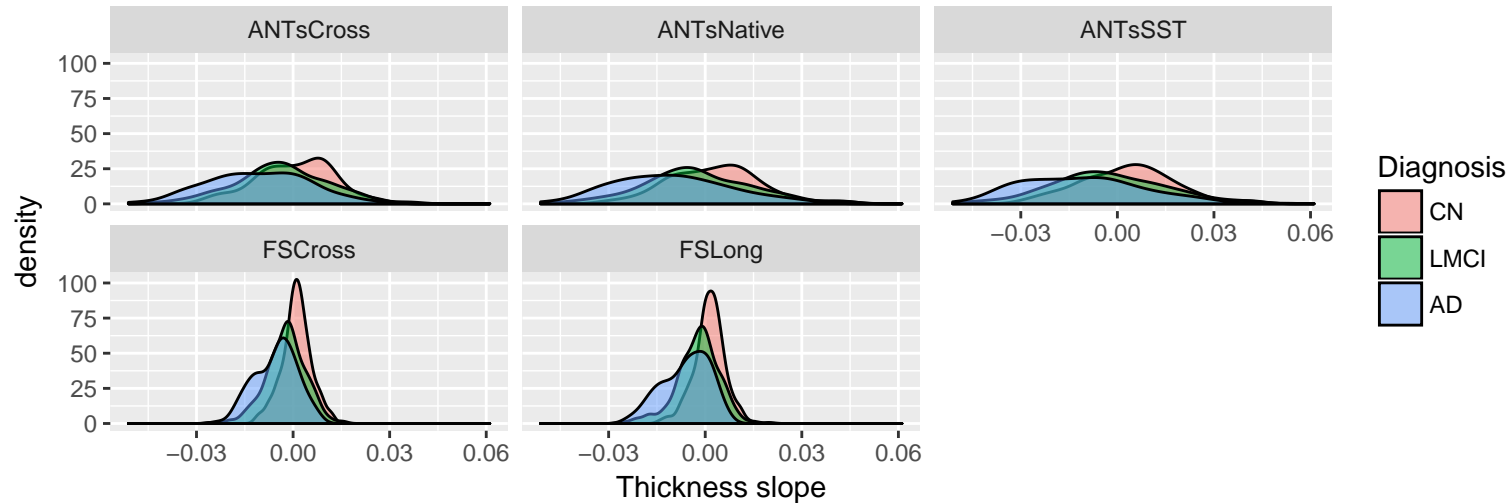 ANTsCross ANTsNative ANTsSST
100
75
50
25
0
−0.03 0.00 0.03 0.06
FSCross FSLong
100
75
50
25
0
−0.03 0.00 0.03 0.06 −0.03 0.00 0.03 0.06
Thickness slope
density
Diagnosis
CN
LMCI
AD